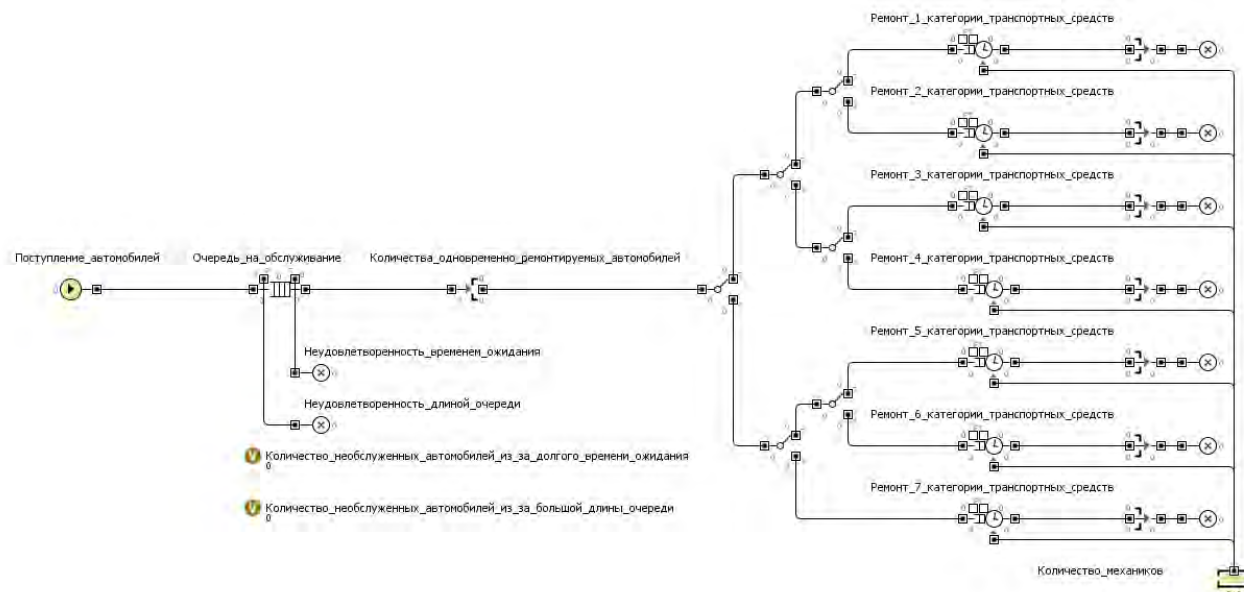 Ремонт_1_категории_транспортных_средств
Ремонт_2_категории_транспортных_средств
Ремонт_3_категории_транспортных_средств
Поступление_автомобилей
Очередь_на_обслуживание
Количества_одновременно_ремонтируемых_автомобилей
Ремонт_4_категории_транспортных_средств
Ремонт_5_категории_транспортных_средств
Неудовлетворенность_временем_ожидания
Неудовлетворенность_длиной_очереди
Ремонт_6_категории_транспортных_средств
Количество_необслуженных_автомобилей_из_за_долгого_времени_ожидания
0
Ремонт_7_категории_транспортных_средств
Количество_необслуженных_автомобилей_из_за_большой_длины_очереди
0
Количество_механиков